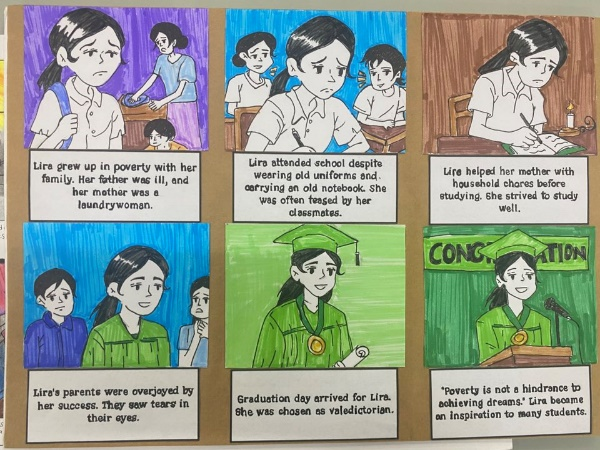 Lira grew up in poverty with her
family. Her father was ill, and
her mother was a
laundrywoman.
Lira attended school despite
wearing old uniforms and
carrying an old notebook. She
was often teased by her
classmates.
Lira helped her mother with
household chores before
studying. She strived to study
well.
Lira's parents were overjoyed by
her success. They saw tears in
their eyes.
Graduation day arrived for Lira.
She was chosen as valedictorian.
CONG ATION
"Poverty is not a hindrance to
achieving dreams." Lira became
an inspiration to many students.